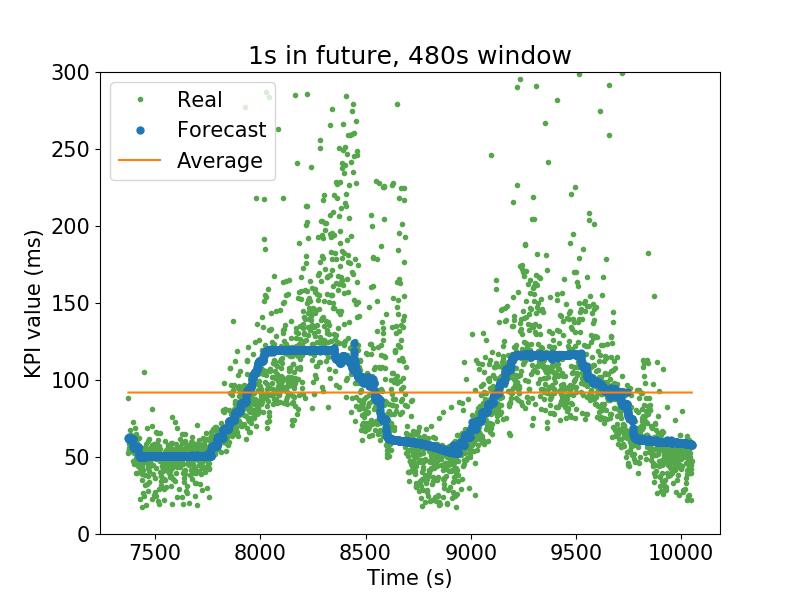 1s in future, 480s window
Real
Forecast
Average
KPI value (ms)
300
250
200
150
100
50
0
7500 8000 8500 9000 9500 10000
Time (s)